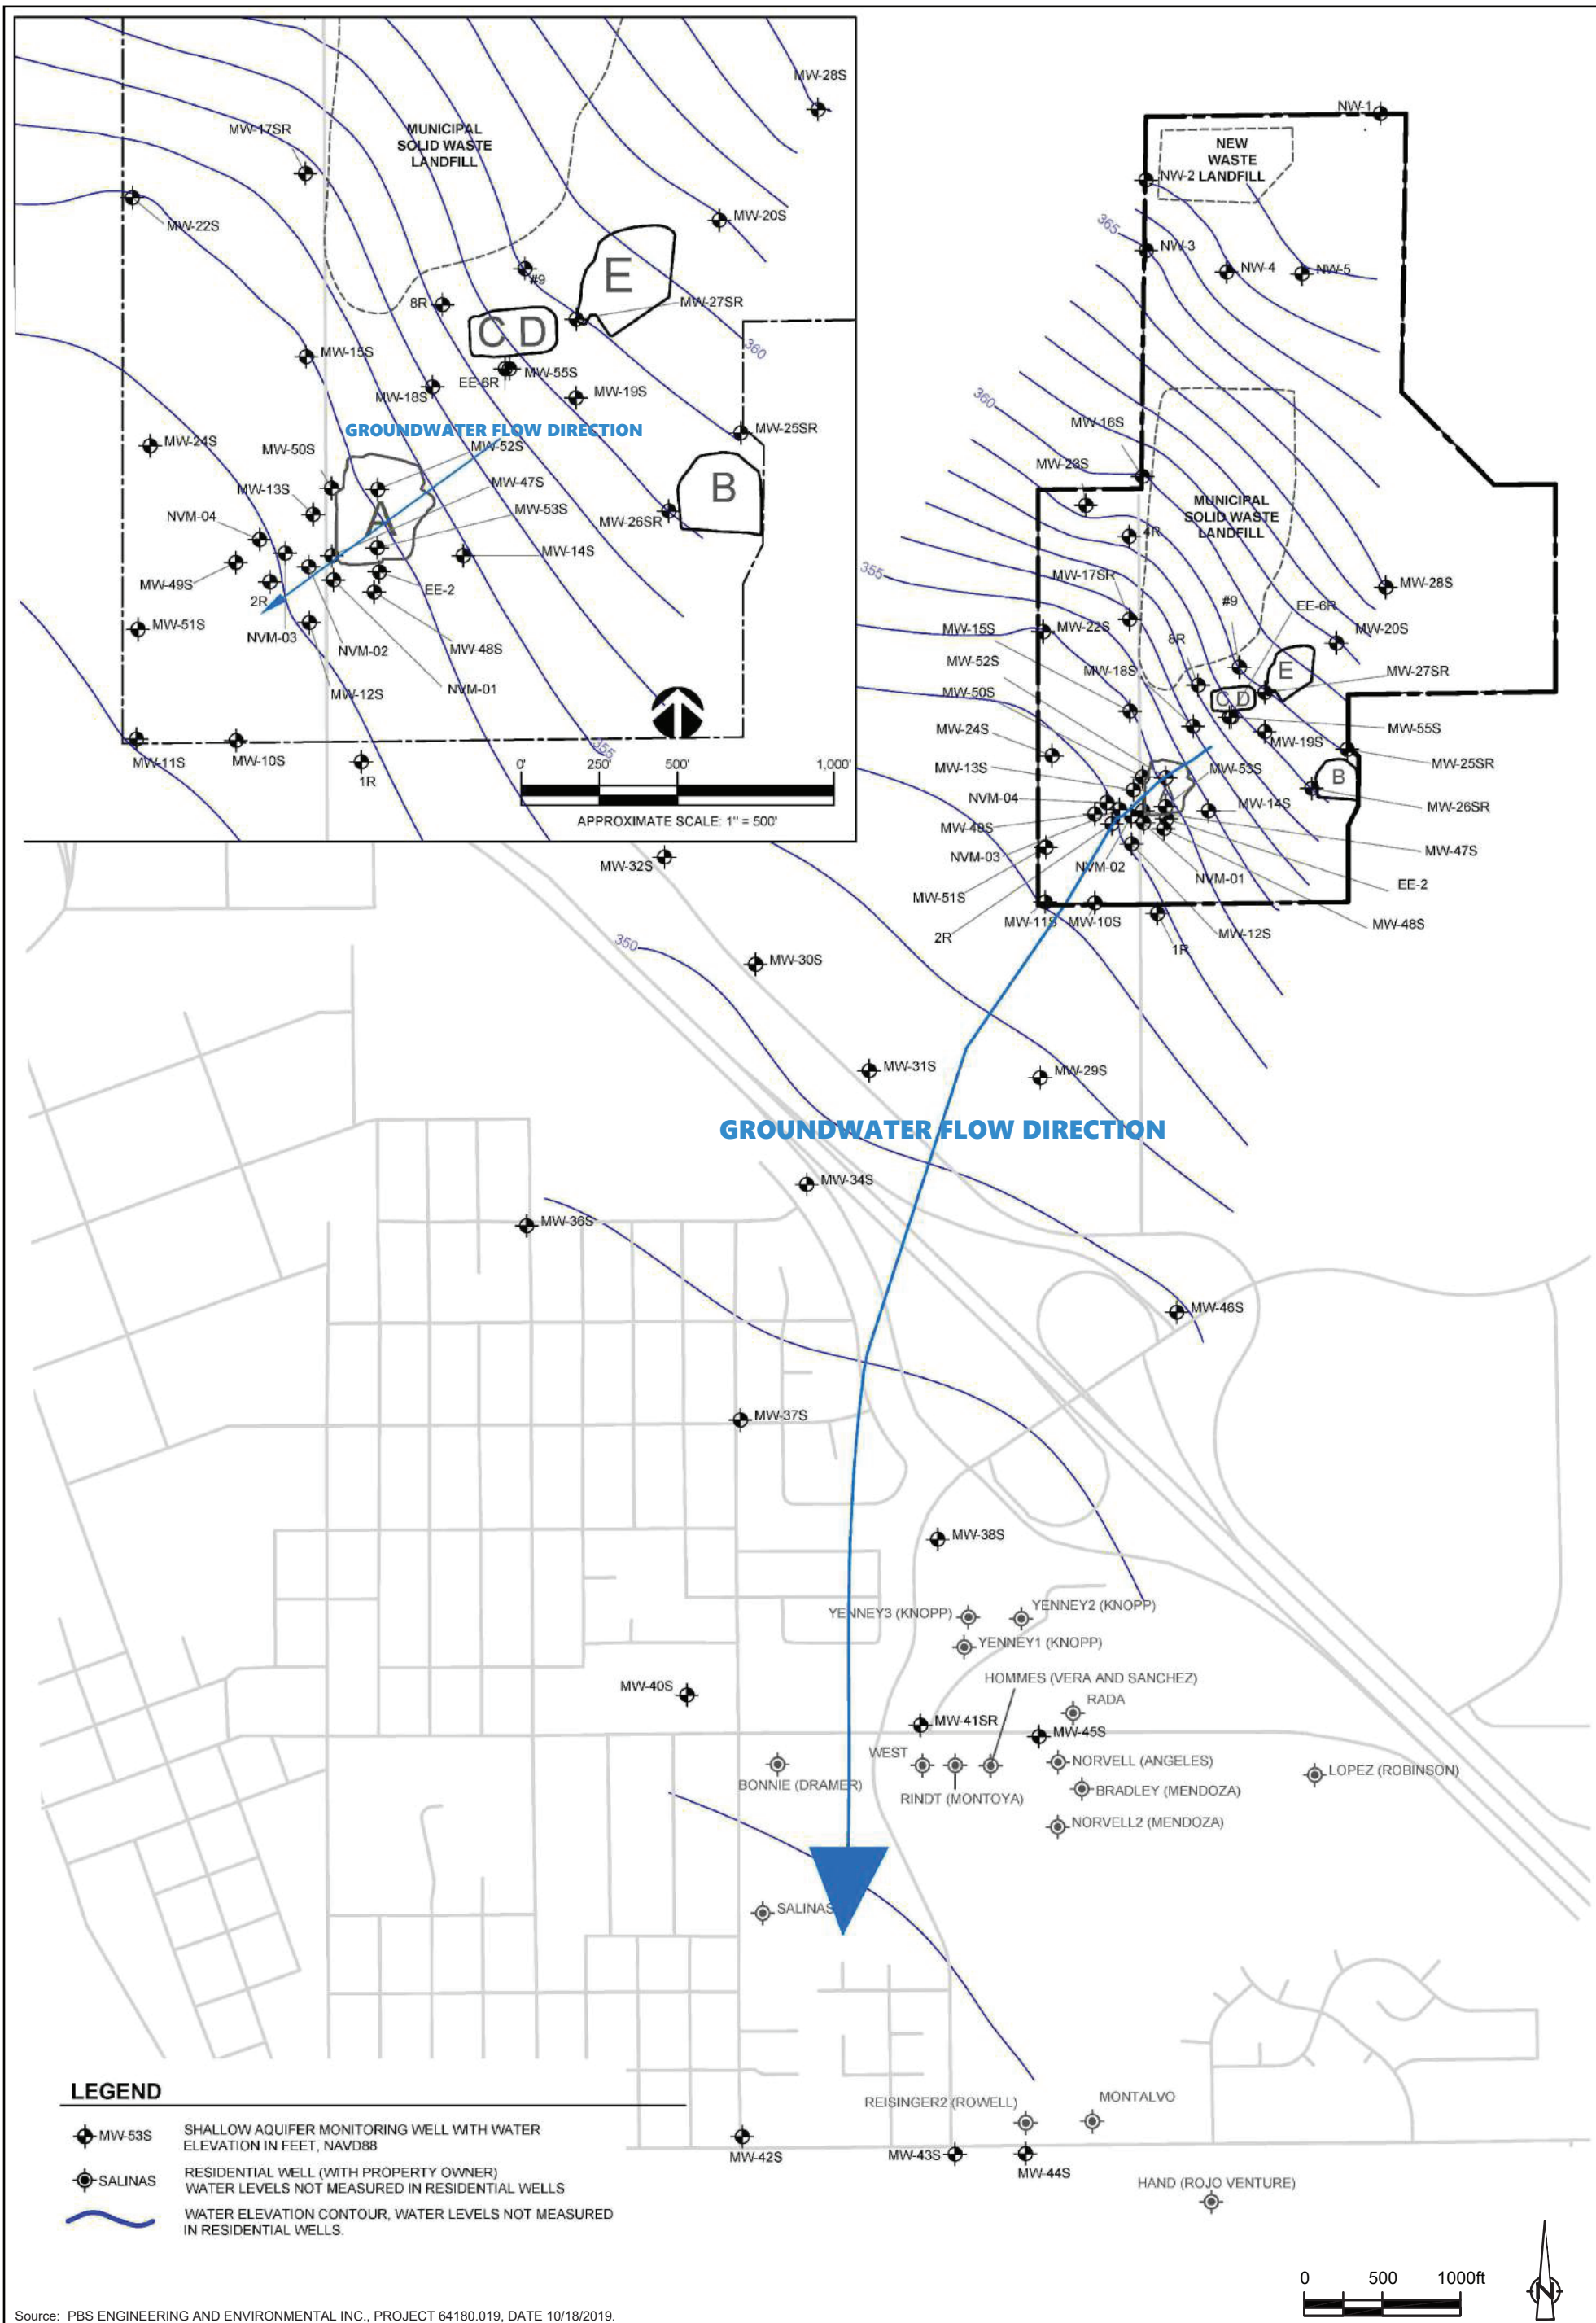 MW-28S
MW-17SR
MUNICIPAL
SOLID WASTE
LANDFILL
MW-22S
MW-20S
#9
E
8R
MW-27SR
C D
360
MW-15S
EE-6R
MW-55S
MW-18S
MW-19S
GROUNDWATER FLOW DIRECTION
MW-25SR
MW-24S
MW-50S
MW-52S
MW-13S
MW-47S
B
NVM-04
A
MW-53S
MW-26SR
MW-14S
MW-49S
EE-2
2R
MW-51S
NVM-03
NVM-02
MW-48S
MW-12S
NVM-01
MW-11S
MW-10S
1R
355
0'
250'
500'
1,000'
APPROXIMATE SCALE: 1" = 500'
NW-1
NEW
WASTE
LANDFILL
NW-2
365
NW-3
NW-4
NW-5
360
MW-16S
MW-23S
MUNICIPAL
SOLID WASTE
LANDFILL
4R
355
MW-17SR
MW-28S
#9
EE-6R
MW-15S
MW-22S
8R
MW-20S
MW-52S
MW-18S
E
MW-27SR
MW-50S
C D
MW-24S
MW-19S
MW-55S
MW-13S
MW-53S
MW-25SR
B
NVM-04
MW-14S
MW-26SR
MW-49S
MW-47S
NVM-03
NVM-02
NVM-01
EE-2
MW-51S
MW-11S
MW-10S
MW-48S
2R
MW-12S
1R
MW-32S
350
MW-30S
MW-31S
MW-29S
GROUNDWATER FLOW DIRECTION
MW-34S
MW-36S
MW-46S
MW-37S
MW-38S
YENNEY3 (KNOPP)
YENNEY2 (KNOPP)
YENNEY1 (KNOPP)
MW-40S
HOMMES (VERA AND SANCHEZ)
RADA
MW-41SR
MW-45S
WEST
NORVELL (ANGELES)
LOPEZ (ROBINSON)
BONNIE (DRAMER)
RINDT (MONTOYA)
BRADLEY (MENDOZA)
NORVELL2 (MENDOZA)
SALINAS
REISINGER2 (ROWELL)
MONTALVO
MW-42S
MW-43S
MW-44S
HAND (ROJO VENTURE)
LEGEND
MW-53S
SHALLOW AQUIFER MONITORING WELL WITH WATER
ELEVATION IN FEET, NAVD88
SALINAS
RESIDENTIAL WELL (WITH PROPERTY OWNER)
WATER LEVELS NOT MEASURED IN RESIDENTIAL WELLS
WATER ELEVATION CONTOUR, WATER LEVELS NOT MEASURED
IN RESIDENTIAL WELLS.
0
500
1000ft
N
Source: PBS ENGINEERING AND ENVIRONMENTAL INC., PROJECT 64180.019, DATE 10/18/2019.